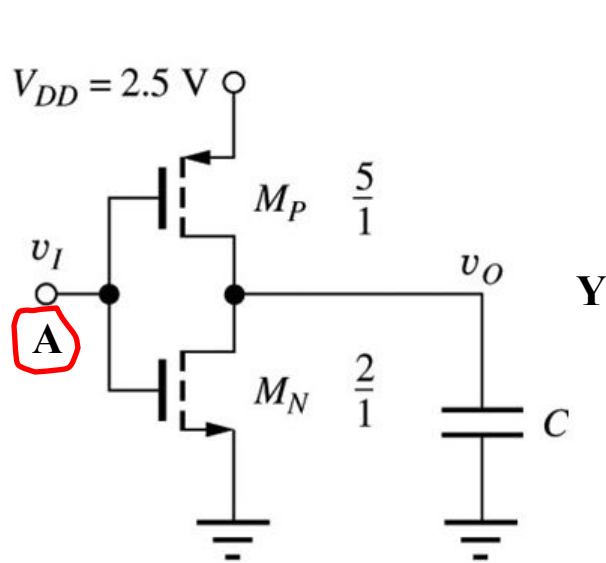 V_DD = 2.5 V
M_P 5/1
v_I
v_O
Y
A
M_N 2/1
C